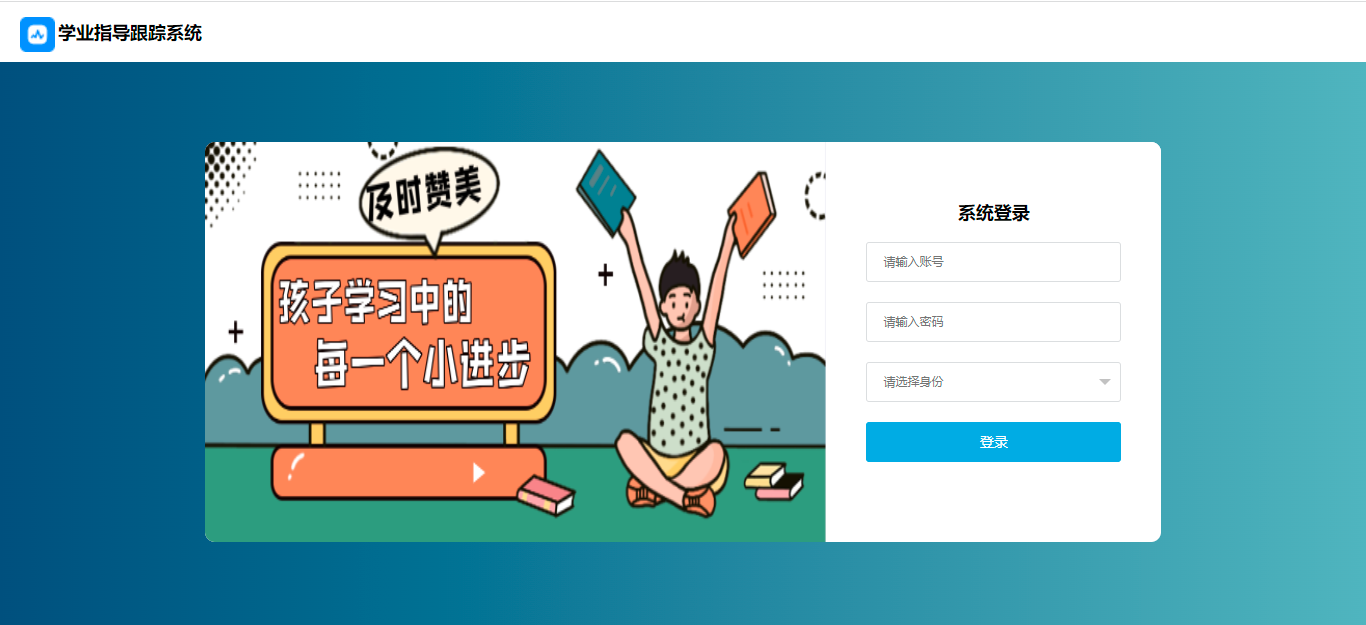 学业指导跟踪系统
及时赞美
孩子学习中的
每一个小进步
系统登录
请输入账号
请输入密码
请选择身份
登录